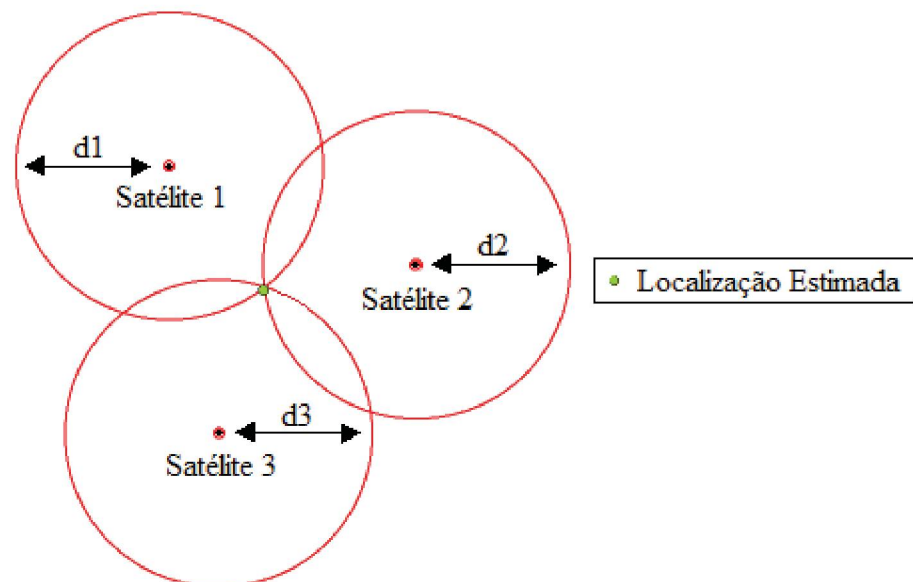 d1
Satélite 1
d2
Satélite 2
Localização Estimada
d3
Satélite 3